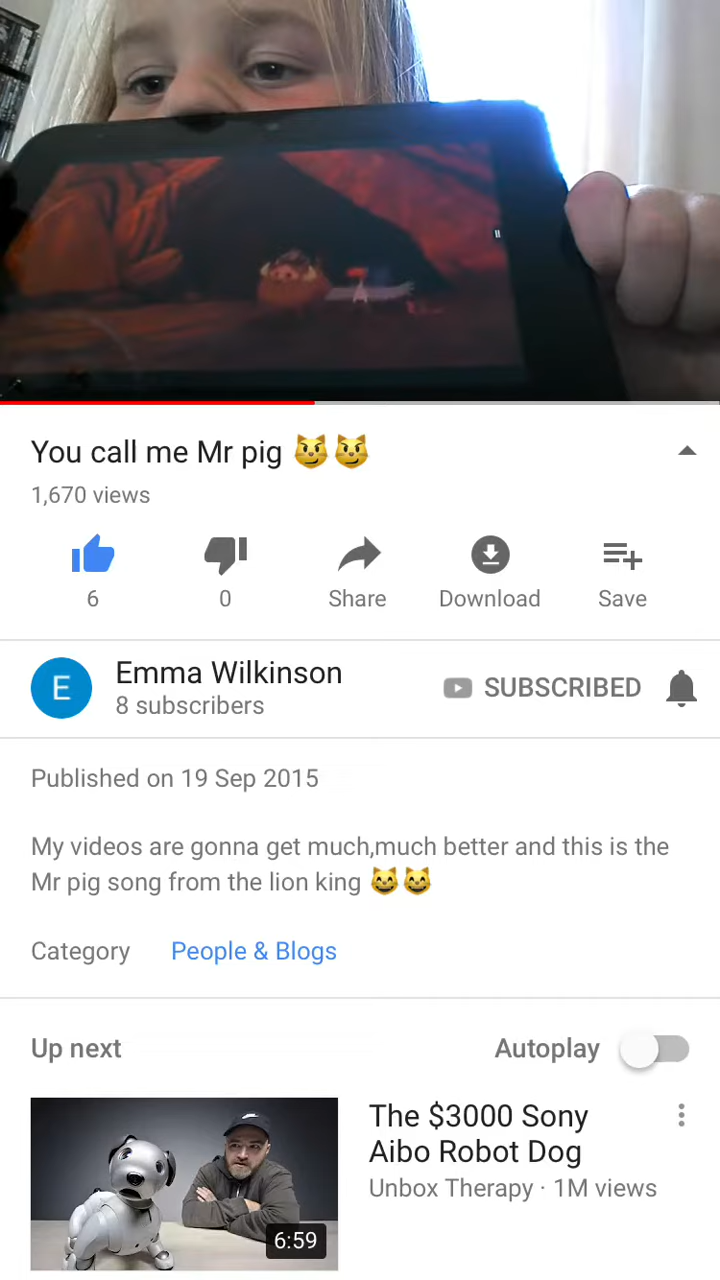 You call me Mr pig 😼😼
1,670 views
6
0
Share
Download
Save
E
Emma Wilkinson
8 subscribers
SUBSCRIBED
Published on 19 Sep 2015
My videos are gonna get much,much better and this is the
Mr pig song from the lion king 😸😸
Category
People & Blogs
Up next
Autoplay
The $3000 Sony
Aibo Robot Dog
Unbox Therapy · 1M views
6:59